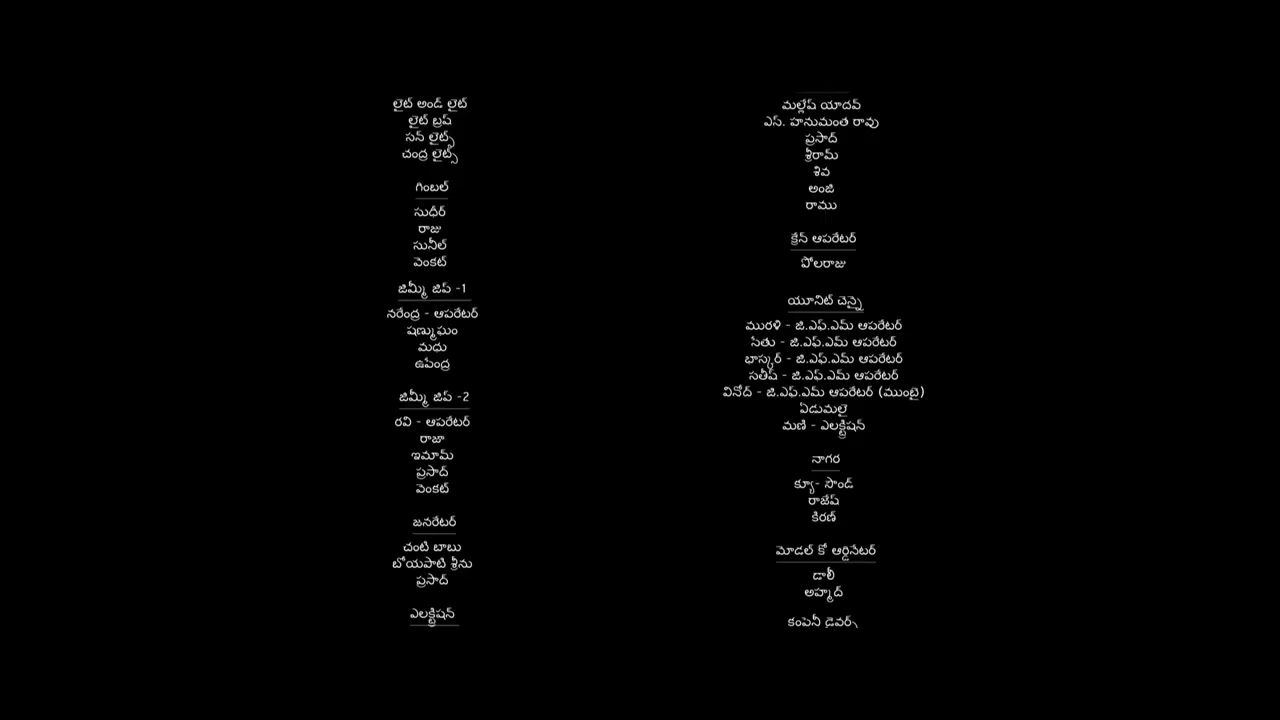 లైట్ అండ్ లైట్
లైట్ బ్రష్
సన్ లైట్స్
చంద్ర లైట్స్
గింబల్
సుధీర్
రాజు
సునీల్
వెంకట్
జిమ్మీ జిప్ -1
నరేంద్ర - ఆపరేటర్
షణ్ముఘం
మధు
ఉపేంద్ర
జిమ్మీ జిప్ -2
రవి - ఆపరేటర్
రాజా
ఇమామ్
ప్రసాద్
వెంకట్
జనరేటర్
చంటి బాబు
బోయపాటి శ్రీను
ప్రసాద్
ఎలక్ట్రిషన్
మల్లేష్ యాదవ్
ఎస్. హనుమంత రావు
ప్రసాద్
శ్రీరామ్
శివ
అంజి
రాము
క్రేన్ ఆపరేటర్
పోలరాజు
యూనిట్ చెన్నై
మురళి - జి.ఎఫ్.ఎమ్ ఆపరేటర్
సేతు - జి.ఎఫ్.ఎమ్ ఆపరేటర్
భాస్కర్ - జి.ఎఫ్.ఎమ్ ఆపరేటర్
సతీష్ - జి.ఎఫ్.ఎమ్ ఆపరేటర్
వినోద్ - జి.ఎఫ్.ఎమ్ ఆపరేటర్ (ముంబై)
ఏడుమలై
మణి - ఎలక్ట్రిషన్
నాగర
క్యూ- సౌండ్
రాజేష్
కిరణ్
మోడల్ కో ఆర్డినేటర్
డాలీ
అహ్మద్
కంపెనీ డ్రైవర్స్